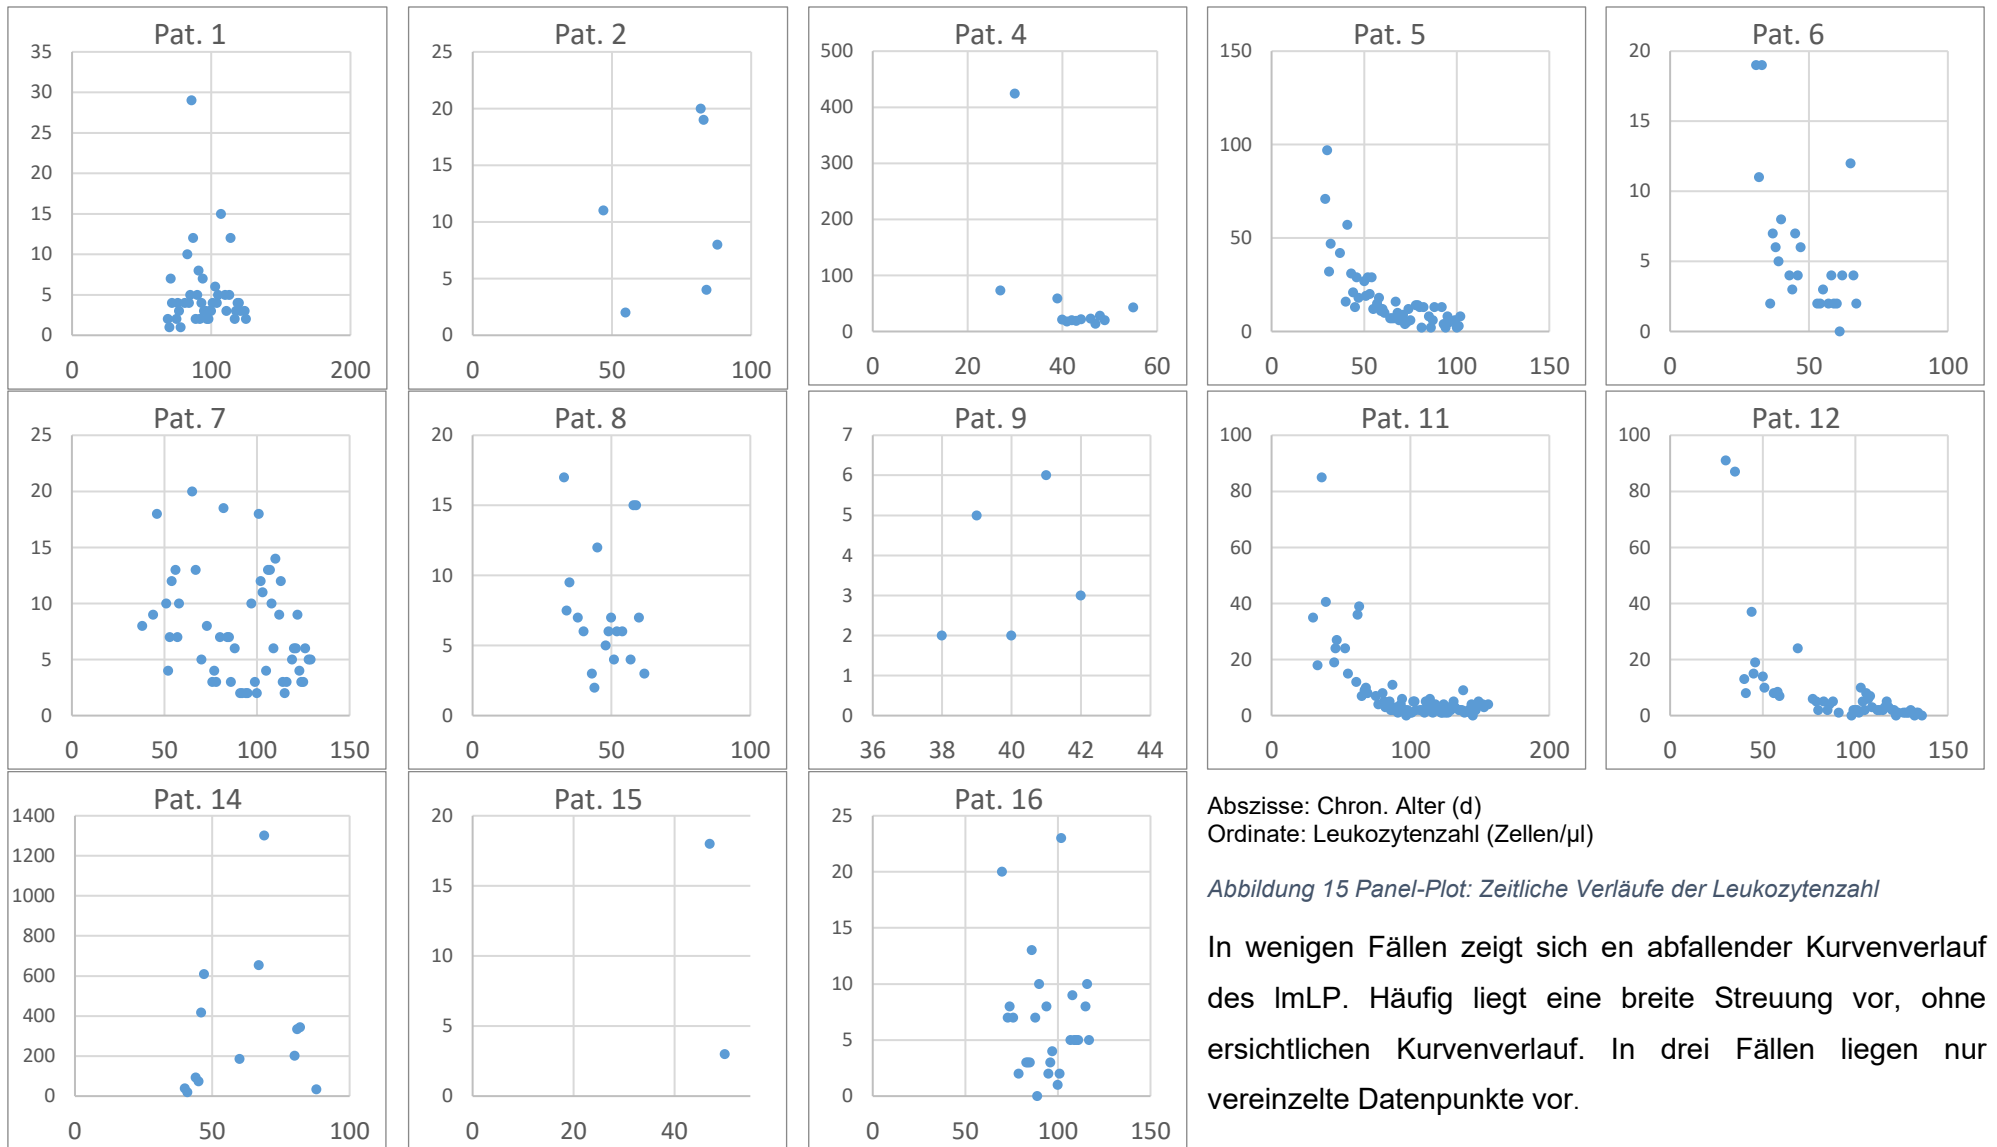 Pat. 1
35
30
25
20
15
10
5
0
0 100 200
Pat. 2
25
20
15
10
5
0
0 50 100
Pat. 4
500
400
300
200
100
0
0 20 40 60
Pat. 5
150
100
50
0
0 50 100 150
Pat. 6
20
15
10
5
0
0 50 100
Pat. 7
25
20
15
10
5
0
0 50 100 150
Pat. 8
20
15
10
5
0
0 50 100
Pat. 9
7
6
5
4
3
2
1
0
36 38 40 42 44
Pat. 11
100
80
60
40
20
0
0 100 200
Pat. 12
100
80
60
40
20
0
0 50 100 150
Pat. 14
1400
1200
1000
800
600
400
200
0
0 50 100
Pat. 15
20
15
10
5
0
0 20 40
Pat. 16
25
20
15
10
5
0
0 50 100 150
Abszisse: Chron. Alter (d)
Ordinate: Leukozytenzahl (Zellen/µl)
Abbildung 15 Panel-Plot: Zeitliche Verläufe der Leukozytenzahl
In wenigen Fällen zeigt sich en abfallender Kurvenverlauf
des ImLP. Häufig liegt eine breite Streuung vor, ohne
ersichtlichen Kurvenverlauf. In drei Fällen liegen nur
vereinzelte Datenpunkte vor.